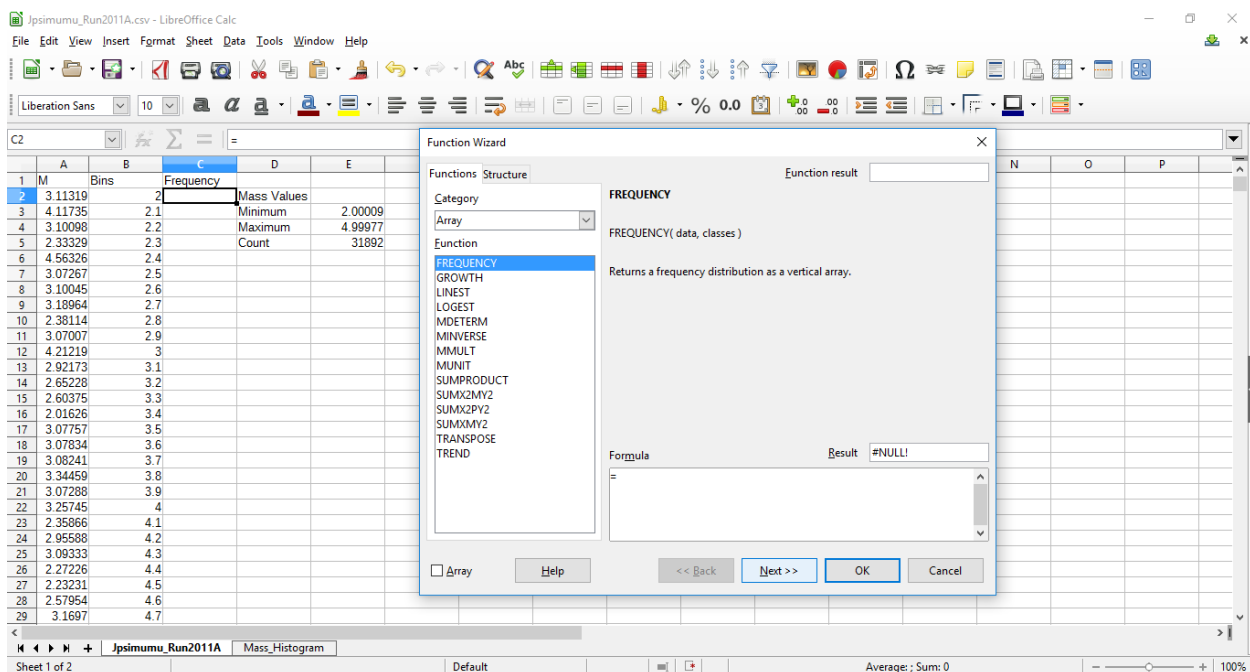 Jpsimumu_Run2011A.csv - LibreOffice Calc
File Edit View Insert Format Sheet Data Tools Window Help
Liberation Sans 10 a a a a % 0.0
C2 =
A B C D E N O P
1 M Bins Frequency
2 3.11319 2 Mass Values
3 4.11735 2.1 Minimum 2.00009
4 3.10098 2.2 Maximum 4.99977
5 2.33329 2.3 Count 31892
6 4.56326 2.4
7 3.07267 2.5
8 3.10045 2.6
9 3.18964 2.7
10 2.38114 2.8
11 3.07007 2.9
12 4.21219 3
13 2.92173 3.1
14 2.65228 3.2
15 2.60375 3.3
16 2.01626 3.4
17 3.07757 3.5
18 3.07834 3.6
19 3.08241 3.7
20 3.34459 3.8
21 3.07288 3.9
22 3.25745 4
23 2.35866 4.1
24 2.95588 4.2
25 3.09333 4.3
26 2.27226 4.4
27 2.23231 4.5
28 2.57954 4.6
29 3.1697 4.7
Function Wizard
Functions Structure
Function result
Category
Array
Function
FREQUENCY
GROWTH
LINEST
LOGEST
MDETERM
MINVERSE
MMULT
MUNIT
SUMPRODUCT
SUMX2MY2
SUMX2PY2
SUMXMY2
TRANSPOSE
TREND
FREQUENCY
FREQUENCY( data, classes )
Returns a frequency distribution as a vertical array.
Formula
Result #NULL!
=
Array Help << Back Next >> OK Cancel
Jpsimumu_Run2011A Mass_Histogram
Sheet 1 of 2 Default Average: ; Sum: 0 100%